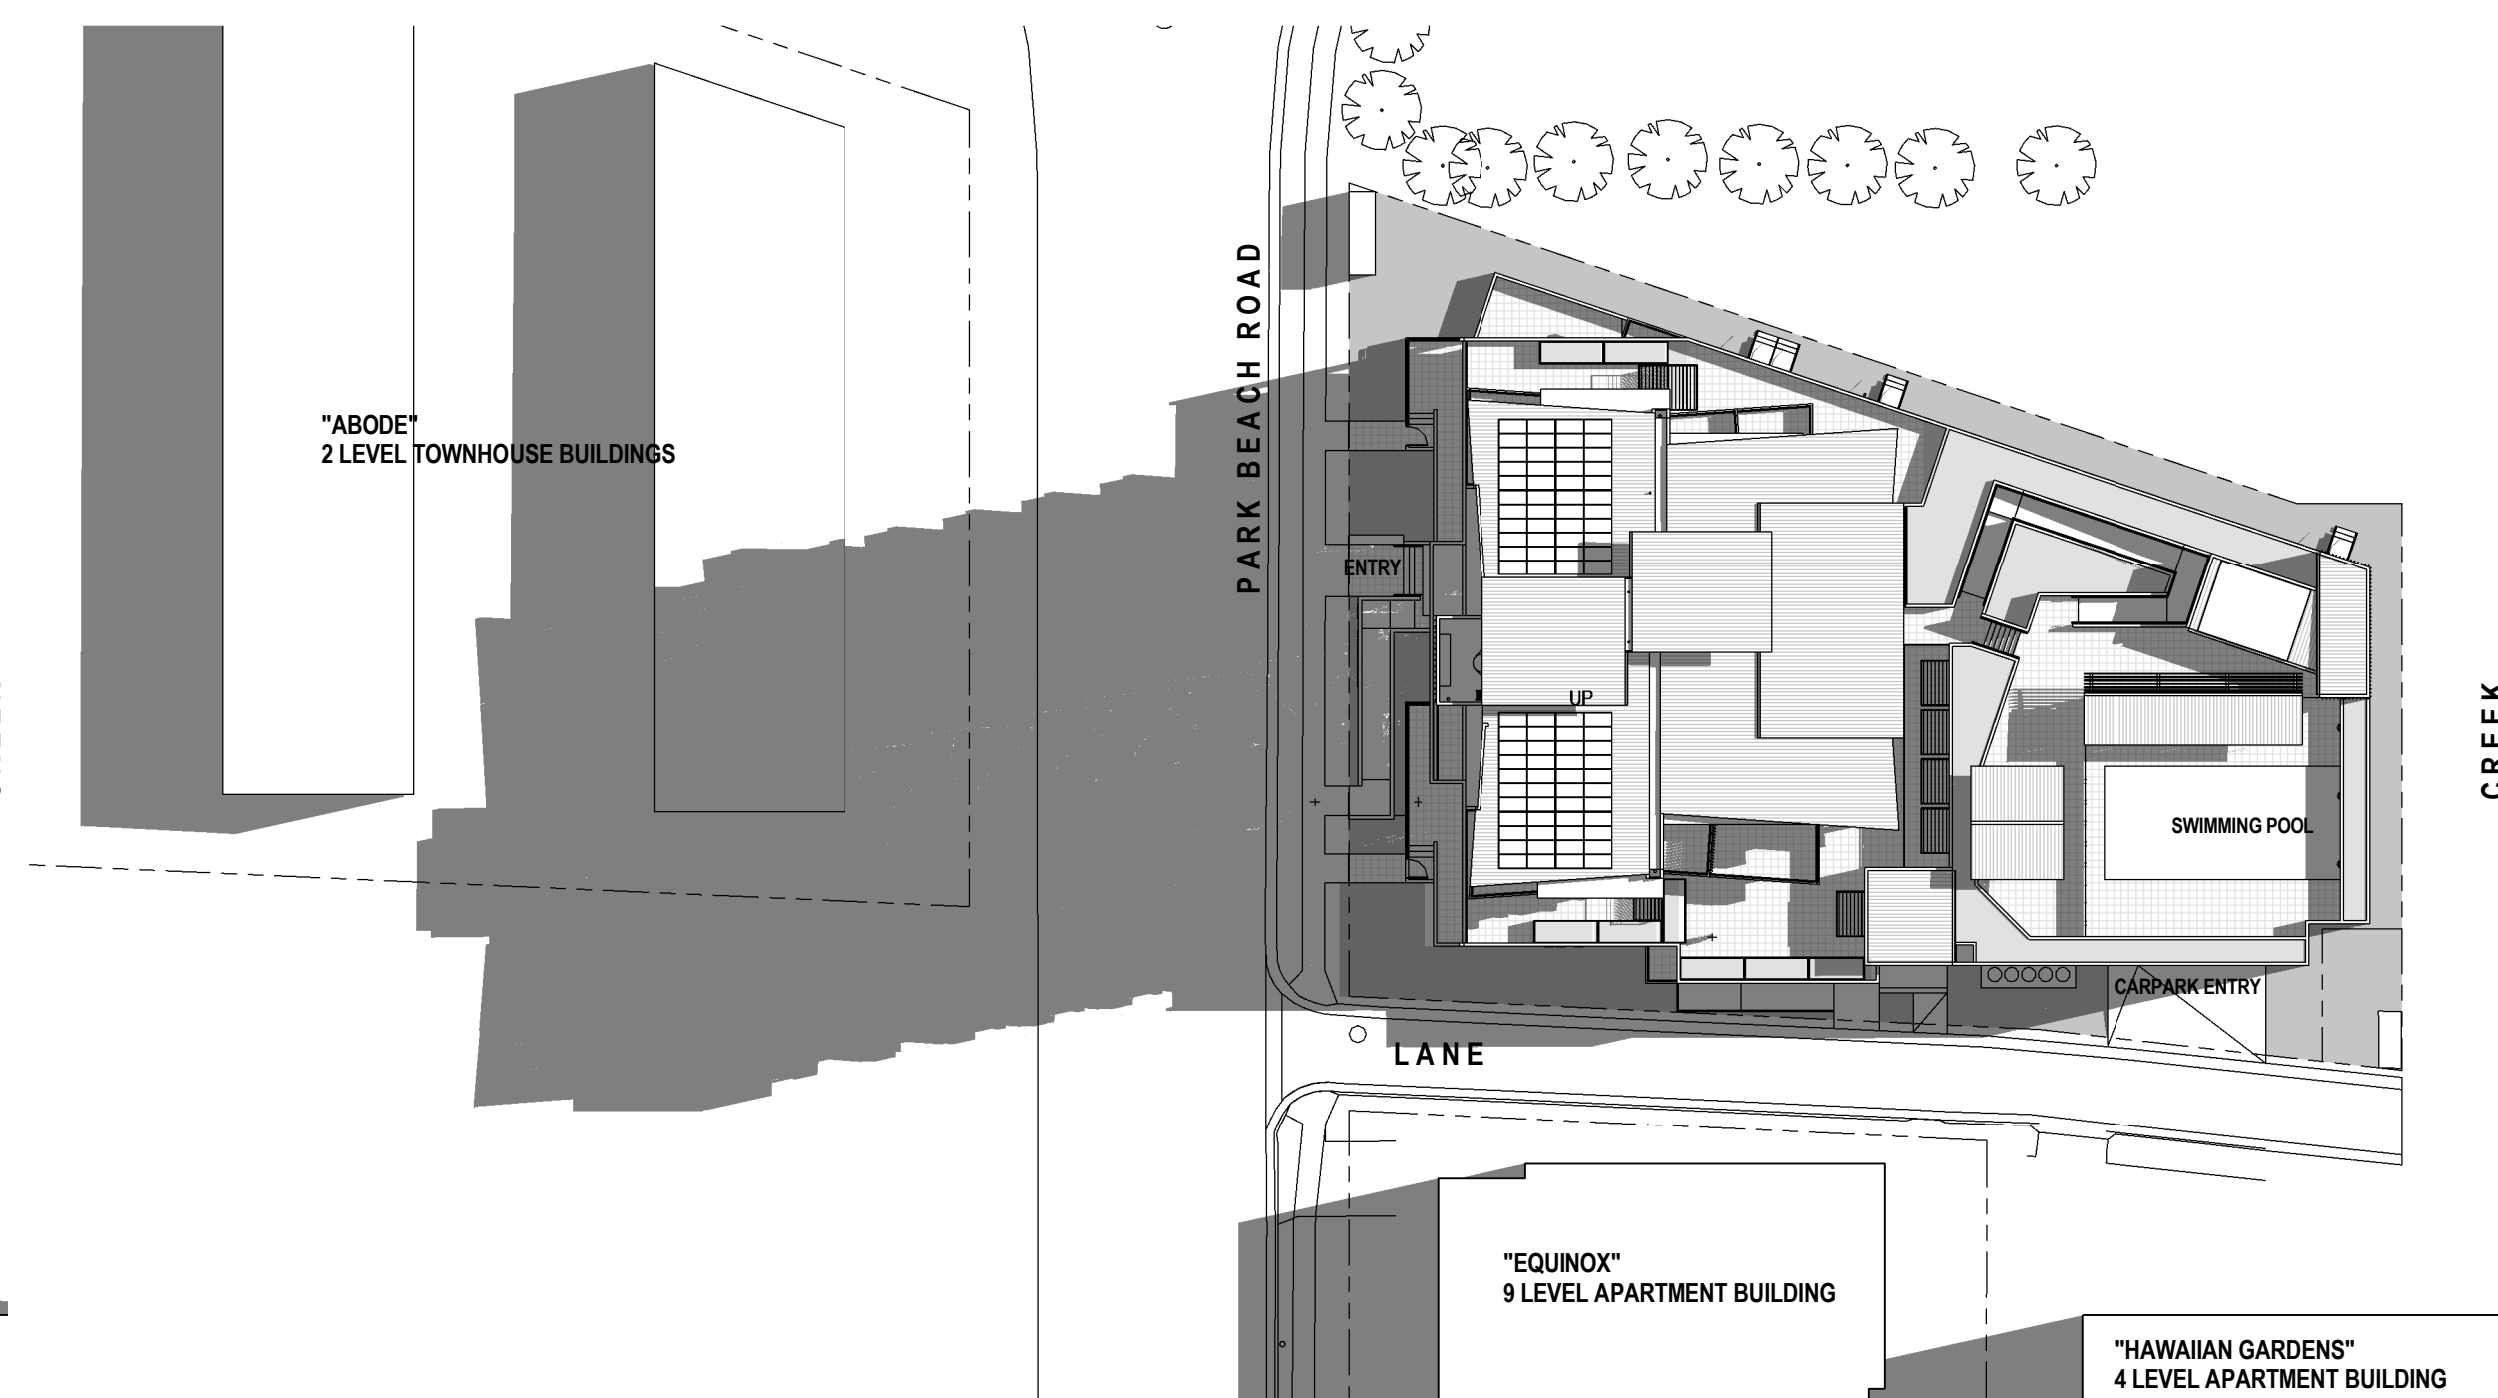 "ABODE"
2 LEVEL TOWNHOUSE BUILDINGS
PARK BEACH ROAD
ENTRY
UP
SWIMMING POOL
CREEK
CARPARK ENTRY
LANE
"EQUINOX"
9 LEVEL APARTMENT BUILDING
"HAWAIIAN GARDENS"
4 LEVEL APARTMENT BUILDING